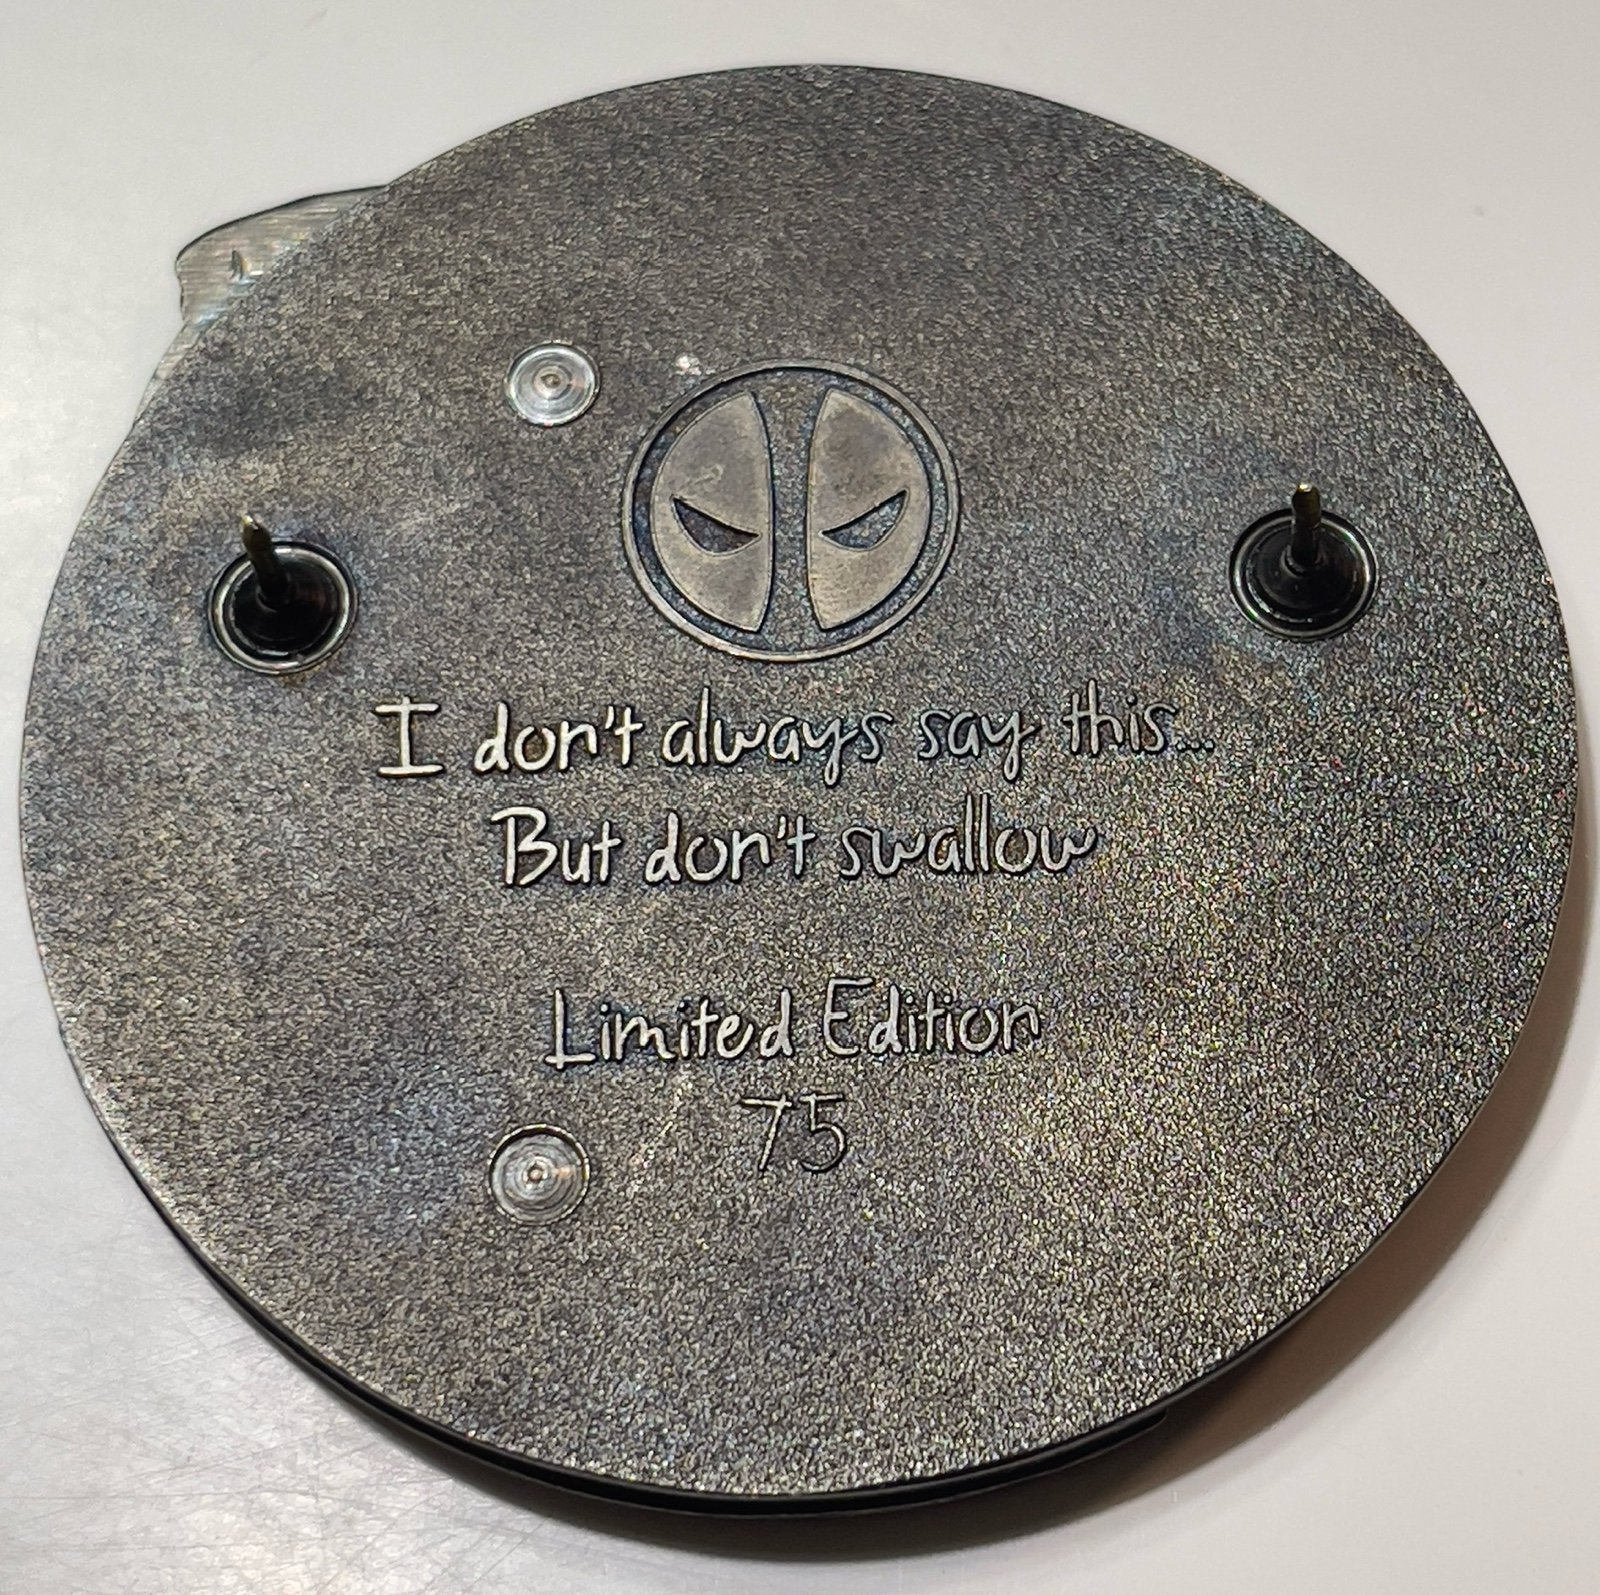 I don't always say this...
But don't swallow
Limited Edition
75